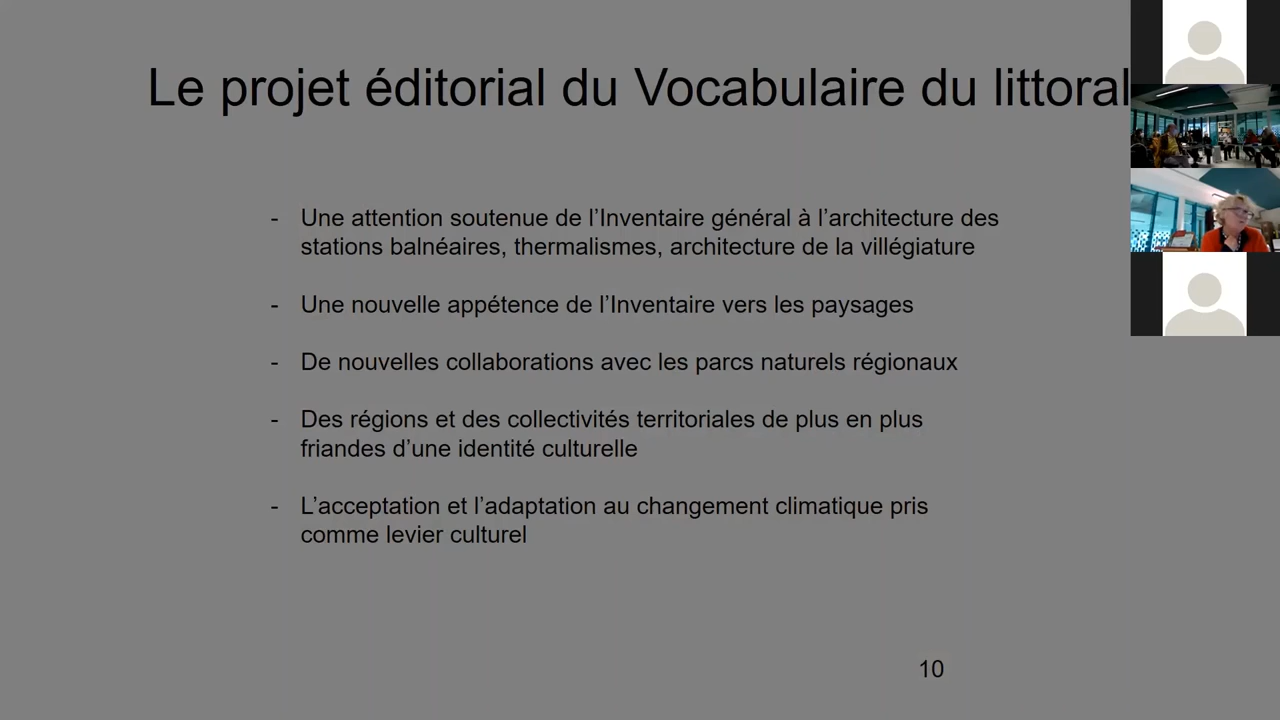 Le projet éditorial du Vocabulaire du littoral
- Une attention soutenue de l’Inventaire général à l’architecture des
stations balnéaires, thermalismes, architecture de la villégiature
- Une nouvelle appétence de l’Inventaire vers les paysages
- De nouvelles collaborations avec les parcs naturels régionaux
- Des régions et des collectivités territoriales de plus en plus
friandes d’une identité culturelle
- L’acceptation et l’adaptation au changement climatique pris
comme levier culturel
10